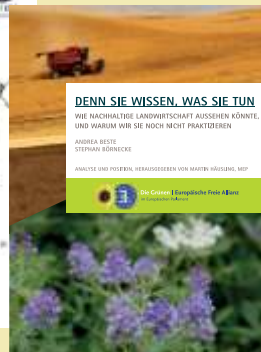 DENN SIE WISSEN, WAS SIE TUN
WIE NACHHALTIGE LANDWIRTSCHAFT AUSSEHEN KÖNNTE,
UND WARUM WIR SIE NOCH NICHT PRAKTIZIEREN
ANDREA BESTE
STEPHAN BÖRNECKE
ANALYSE UND POSITION, HERAUSGEGEBEN VON MARTIN HÄUSLING, MEP
Die Grünen | Europäische Freie Allianz
im Europäischen Parlament